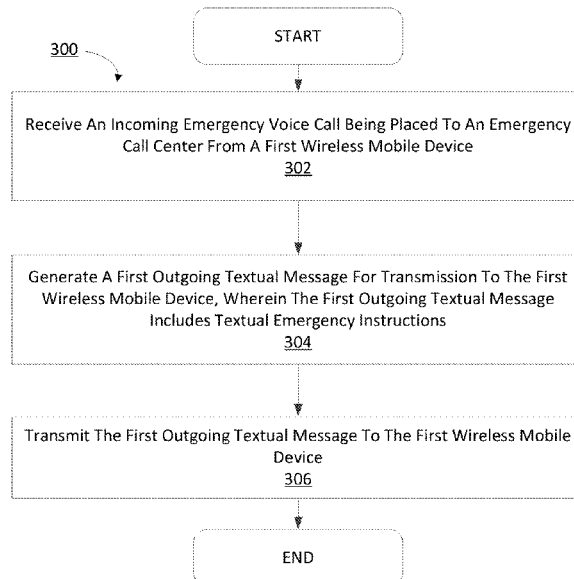 START
300
Receive An Incoming Emergency Voice Call Being Placed To An Emergency
Call Center From A First Wireless Mobile Device
302
Generate A First Outgoing Textual Message For Transmission To The First
Wireless Mobile Device, Wherein The First Outgoing Textual Message
Includes Textual Emergency Instructions
304
Transmit The First Outgoing Textual Message To The First Wireless Mobile
Device
306
END